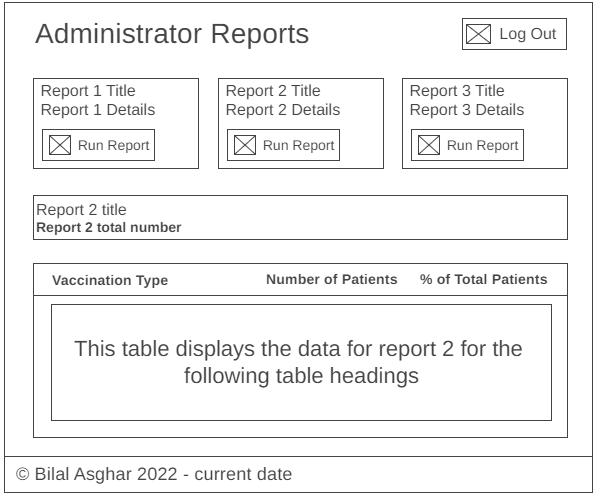 Administrator Reports
Log Out
Report 1 Title
Report 1 Details
Run Report
Report 2 Title
Report 2 Details
Run Report
Report 3 Title
Report 3 Details
Run Report
Report 2 title
Report 2 total number
Vaccination Type Number of Patients % of Total Patients
This table displays the data for report 2 for the
following table headings
© Bilal Asghar 2022 - current date